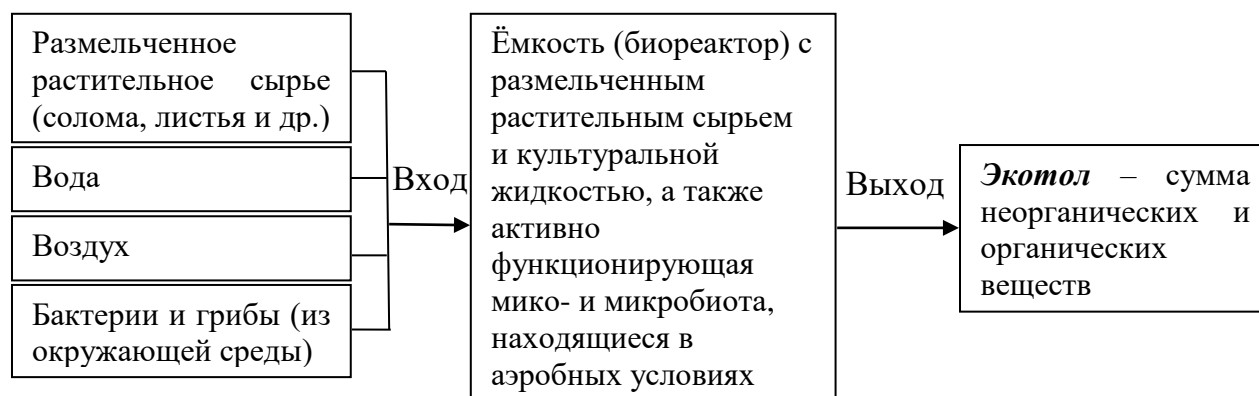 Размельченное
растительное сырье
(солома, листья и др.)
Вода
Воздух
Бактерии и грибы (из
окружающей среды)
Вход
Ёмкость (биореактор) с
размельченным
растительным сырьем
и культуральной
жидкостью, а также
активно
функционирующая
мико- и микробиота,
находящиеся в
аэробных условиях
Выход
Экотол – сумма
неорганических и
органических
веществ